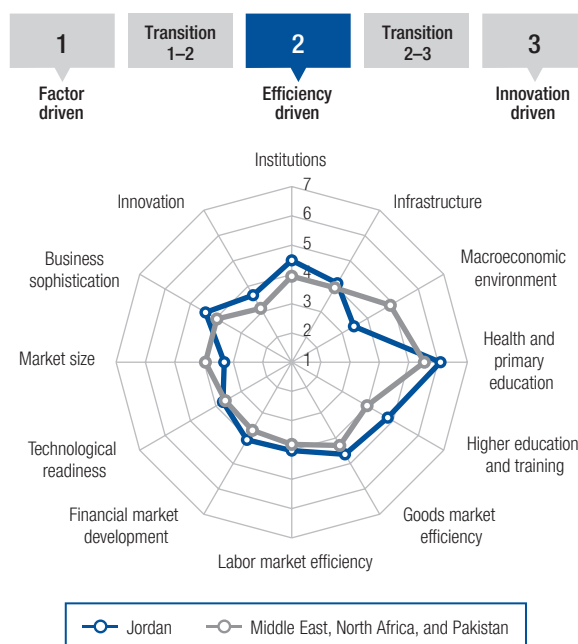 1
Transition
1–2
2
Transition
2–3
3
Factor
driven
Efficiency
driven
Innovation
driven
Institutions
Innovation
Infrastructure
Business
sophistication
Macroeconomic
environment
Market size
Health and
primary
education
Technological
readiness
Higher education
and training
Financial market
development
Goods market
efficiency
Labor market efficiency
7
6
5
4
3
2
1
Jordan
Middle East, North Africa, and Pakistan